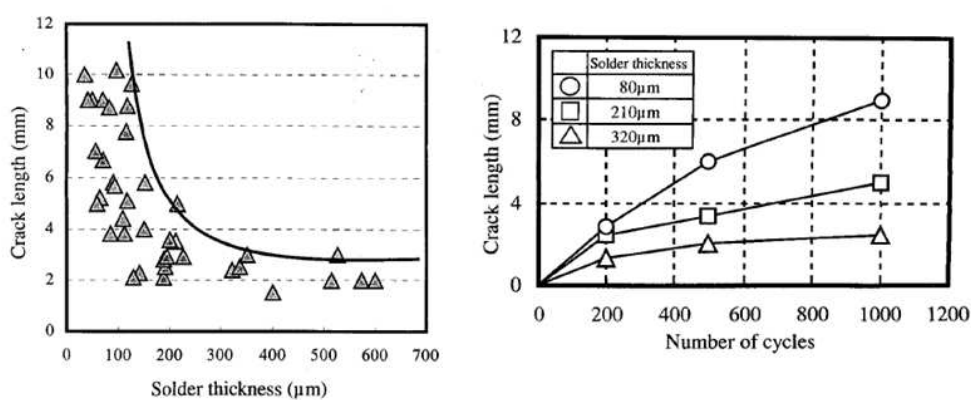 12
10
8
6
4
2
0
0 100 200 300 400 500 600 700
Crack length (mm)
Solder thickness (µm)
12
8
4
0
0 200 400 600 800 1000 1200
Crack length (mm)
Number of cycles
Solder thickness
80µm
210µm
320µm